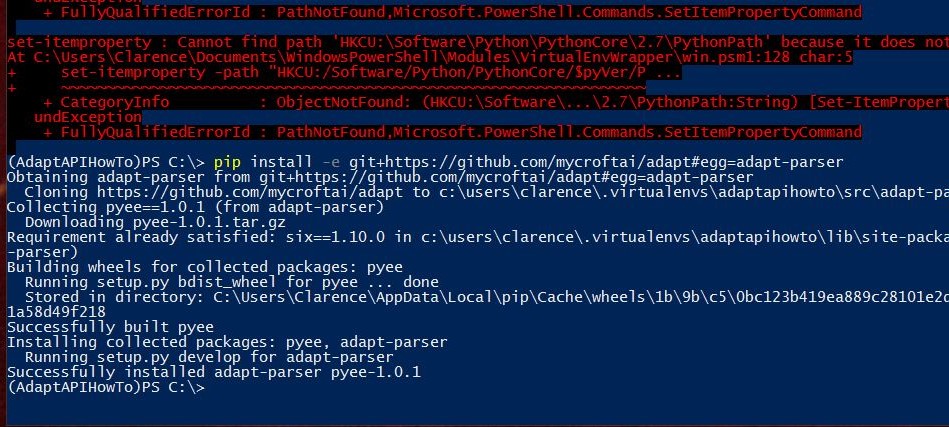 undException
+ FullyQualifiedErrorId : PathNotFound,Microsoft.PowerShell.Commands.SetItemPropertyCommand
set-itemproperty : Cannot find path 'HKCU:\Software\Python\PythonCore\2.7\PythonPath' because it does not
At C:\Users\Clarence\Documents\WindowsPowerShell\Modules\VirtualEnvWrapper\win.psm1:128 char:5
+     set-itemproperty -path "HKCU:/Software/Python/PythonCore/$pyVer/P ...
+     ~~~~~~~~~~~~~~~~~~~~~~~~~~~~~~~~~~~~~~~~~~~~~~~~~~~~~~~~~~~~~~~~~
+ CategoryInfo          : ObjectNotFound: (HKCU:\Software\...\2.7\PythonPath:String) [Set-ItemPropert
undException
+ FullyQualifiedErrorId : PathNotFound,Microsoft.PowerShell.Commands.SetItemPropertyCommand
(AdaptAPIHowTo)PS C:\> pip install -e git+https://github.com/mycroftai/adapt#egg=adapt-parser
Obtaining adapt-parser from git+https://github.com/mycroftai/adapt#egg=adapt-parser
Cloning https://github.com/mycroftai/adapt to c:\users\clarence\.virtualenvs\adaptapihowto\src\adapt-pa
Collecting pyee==1.0.1 (from adapt-parser)
Downloading pyee-1.0.1.tar.gz
Requirement already satisfied: six==1.10.0 in c:\users\clarence\.virtualenvs\adaptapihowto\lib\site-packa
-parser)
Building wheels for collected packages: pyee
Running setup.py bdist_wheel for pyee ... done
Stored in directory: C:\Users\Clarence\AppData\Local\pip\Cache\wheels\1b\9b\c5\0bc123b419ea889c28101e2d
1a58d49f218
Successfully built pyee
Installing collected packages: pyee, adapt-parser
Running setup.py develop for adapt-parser
Successfully installed adapt-parser pyee-1.0.1
(AdaptAPIHowTo)PS C:\>